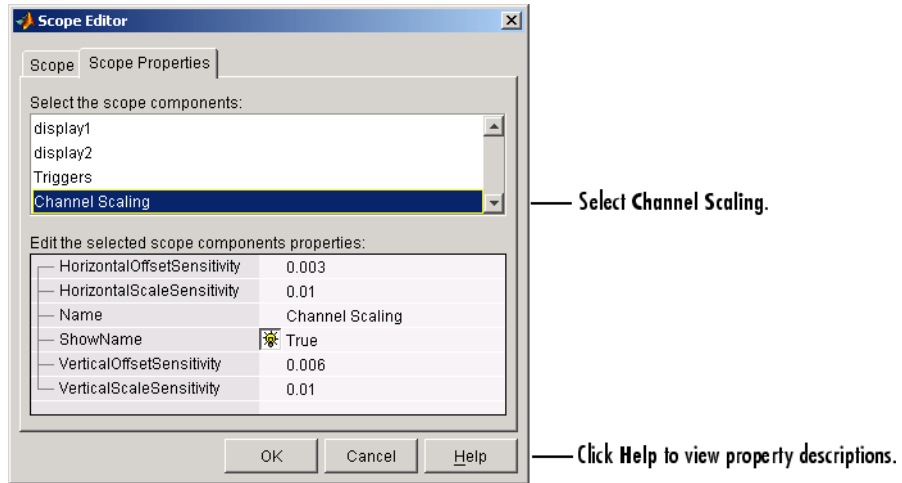 Scope Editor
Scope Scope Properties
Select the scope components:
display1
display2
Triggers
Channel Scaling
Select Channel Scaling.
Edit the selected scope components properties:
HorizontalOffsetSensitivity 0.003
HorizontalScaleSensitivity 0.01
Name Channel Scaling
ShowName True
VerticalOffsetSensitivity 0.006
VerticalScaleSensitivity 0.01
OK Cancel Help
Click Help to view property descriptions.